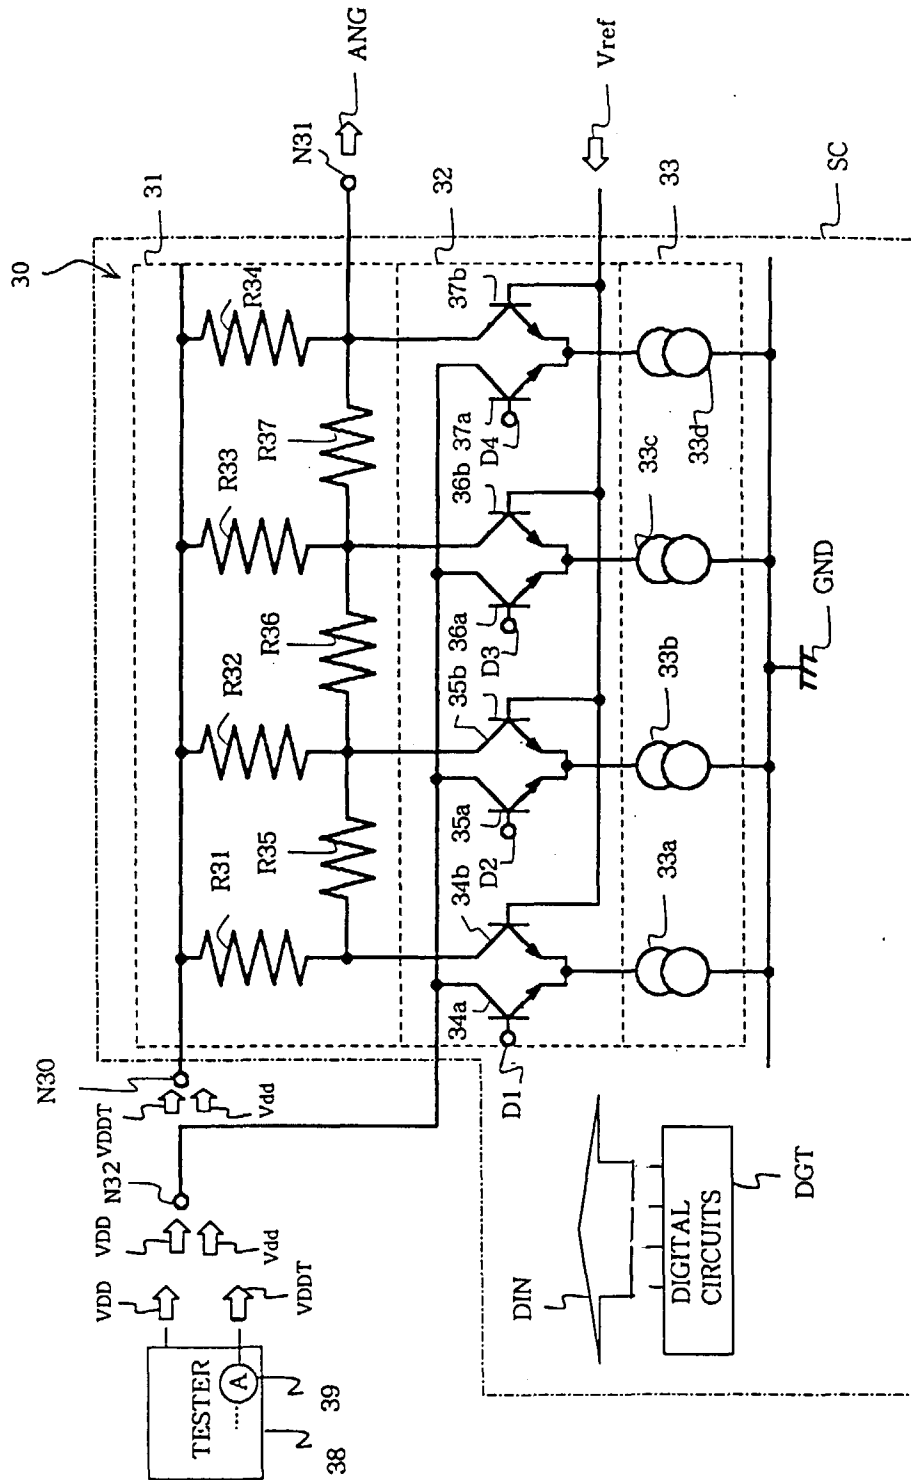 30
31
N31
ANG
R34
R33
R32
R31
R37
R36
R35
32
Vref
33
SC
37b
37a
D4
36b
36a
D3
35b
35a
D2
34b
34a
D1
33d
33c
33b
33a
GND
N30
VDDT
Vdd
N32
VDD
Vdd
VDD
VDDT
TESTER
A
39
38
DIN
DIGITAL
CIRCUITS
DGT